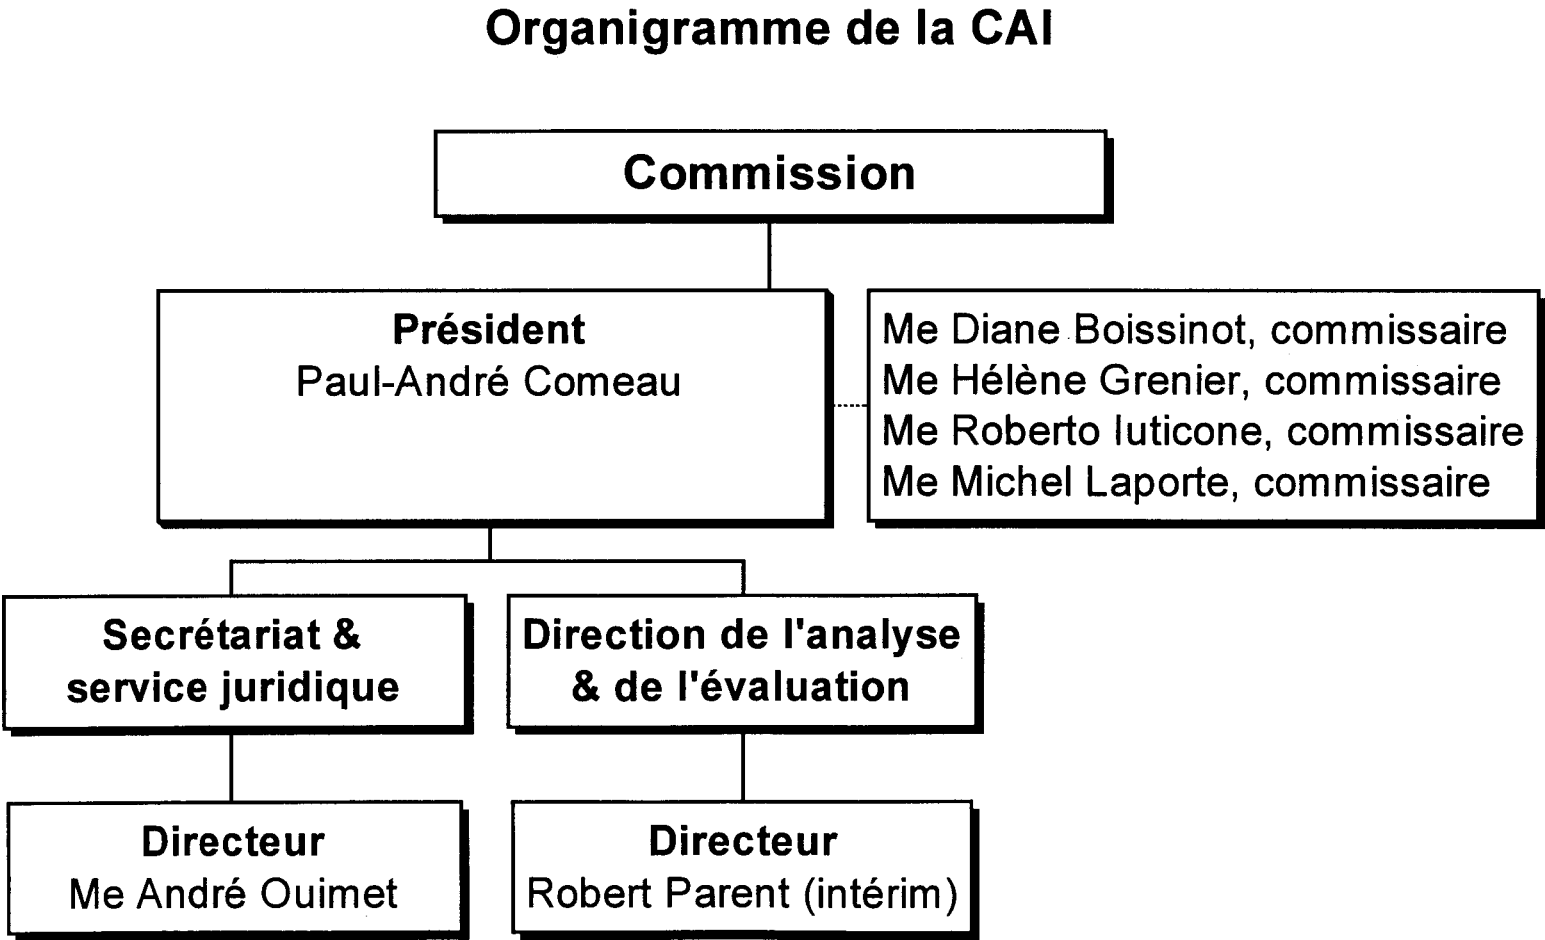 Organigramme de la CAI
Commission
Président
Paul-André Comeau
Me Diane Boissinot, commissaire
Me Hélène Grenier, commissaire
Me Roberto Iuticone, commissaire
Me Michel Laporte, commissaire
Secrétariat &
service juridique
Direction de l'analyse
& de l'évaluation
Directeur
Me André Ouimet
Directeur
Robert Parent (intérim)